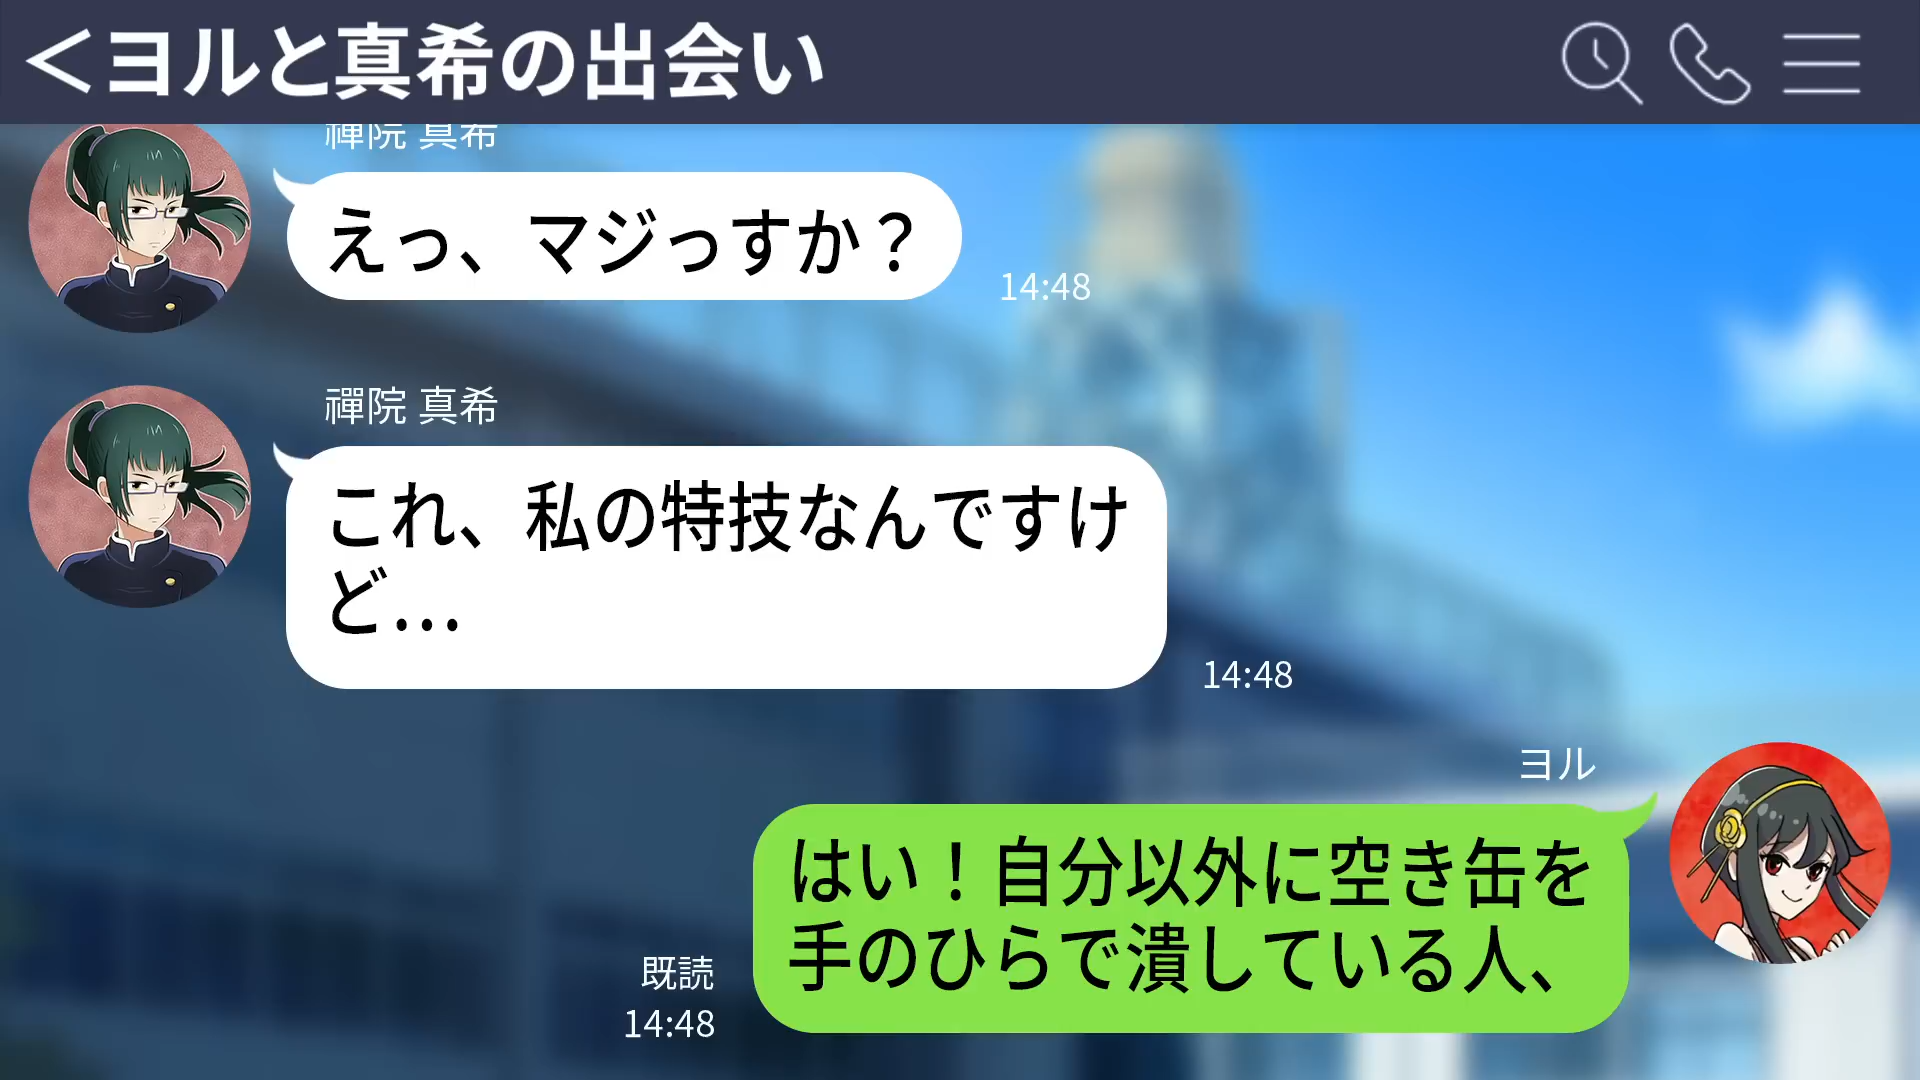 ＜ヨルと真希の出会い
禪院 真希
えっ、マジっすか？
14:48
禪院 真希
これ、私の特技なんですけ
ど…
14:48
ヨル
はい！自分以外に空き缶を
手のひらで潰している人、
既読
14:48